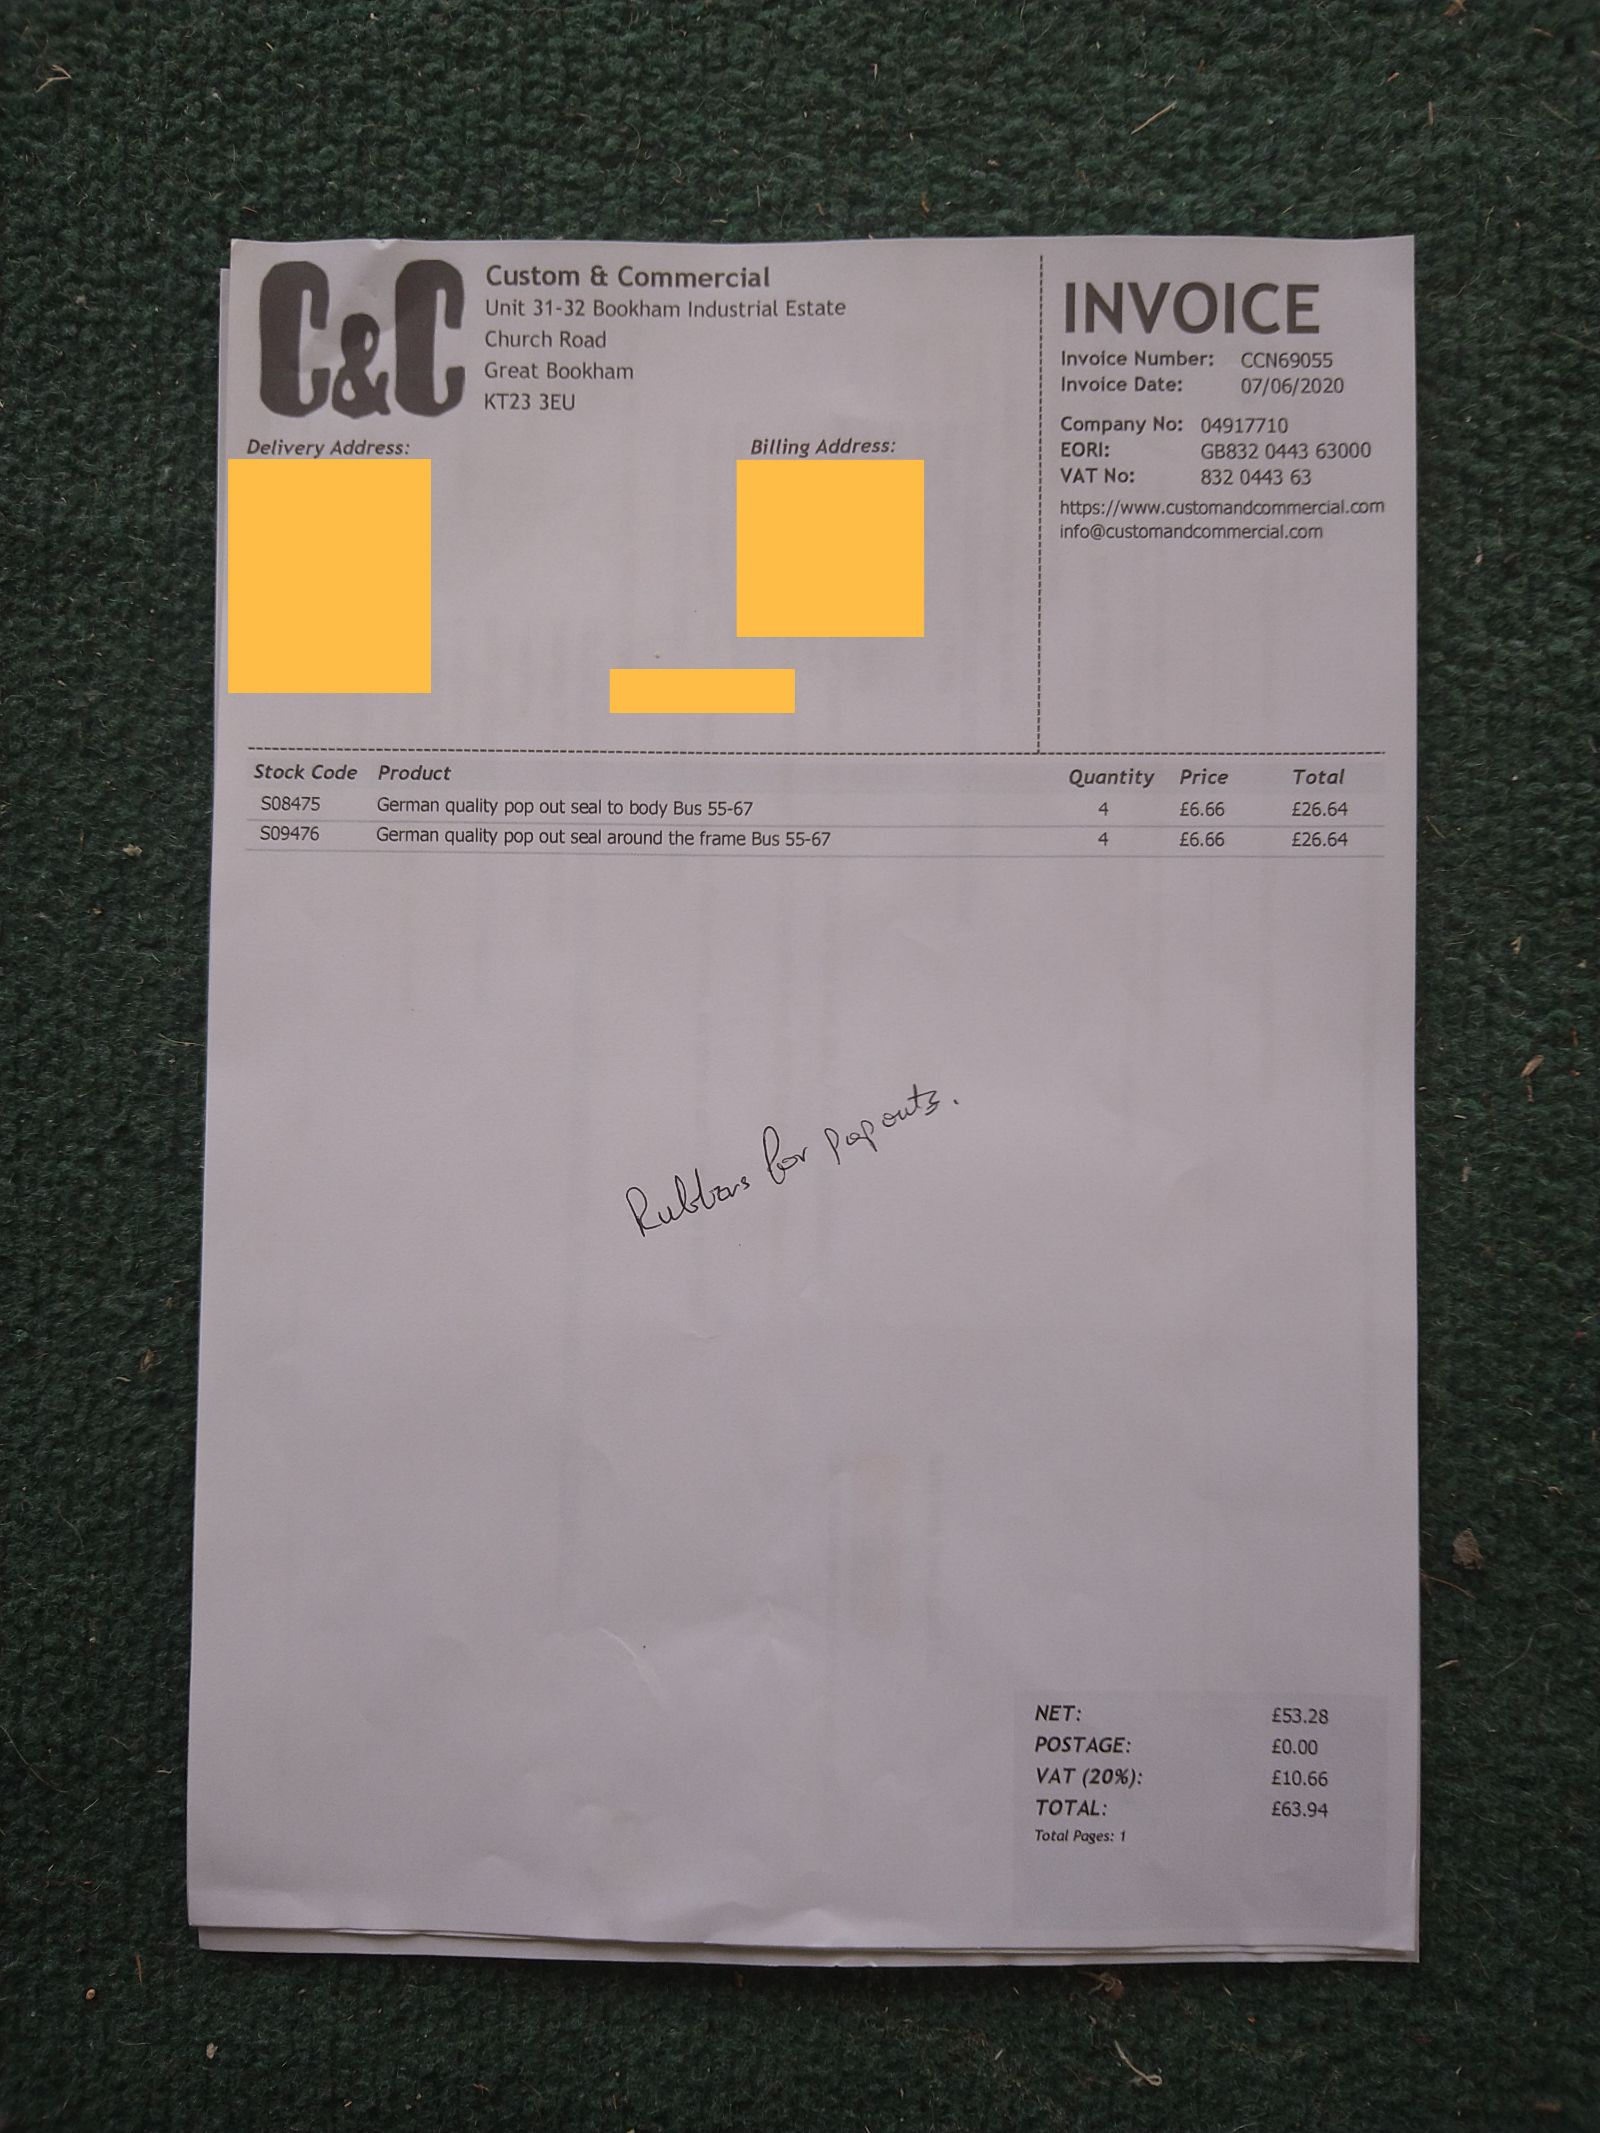 C&C
Custom & Commercial
Unit 31-32 Bookham Industrial Estate
Church Road
Great Bookham
KT23 3EU
INVOICE
Invoice Number: CCN69055
Invoice Date: 07/06/2020
Company No: 04917710
EORI: GB832 0443 63000
VAT No: 832 0443 63
https://www.customandcommercial.com
info@customandcommercial.com
Delivery Address:
Billing Address:
Stock Code Product Quantity Price Total
S08475 German quality pop out seal to body Bus 55-67 4 £6.66 £26.64
S09476 German quality pop out seal around the frame Bus 55-67 4 £6.66 £26.64
Rubbers for pop outs.
NET: £53.28
POSTAGE: £0.00
VAT (20%): £10.66
TOTAL: £63.94
Total Pages: 1